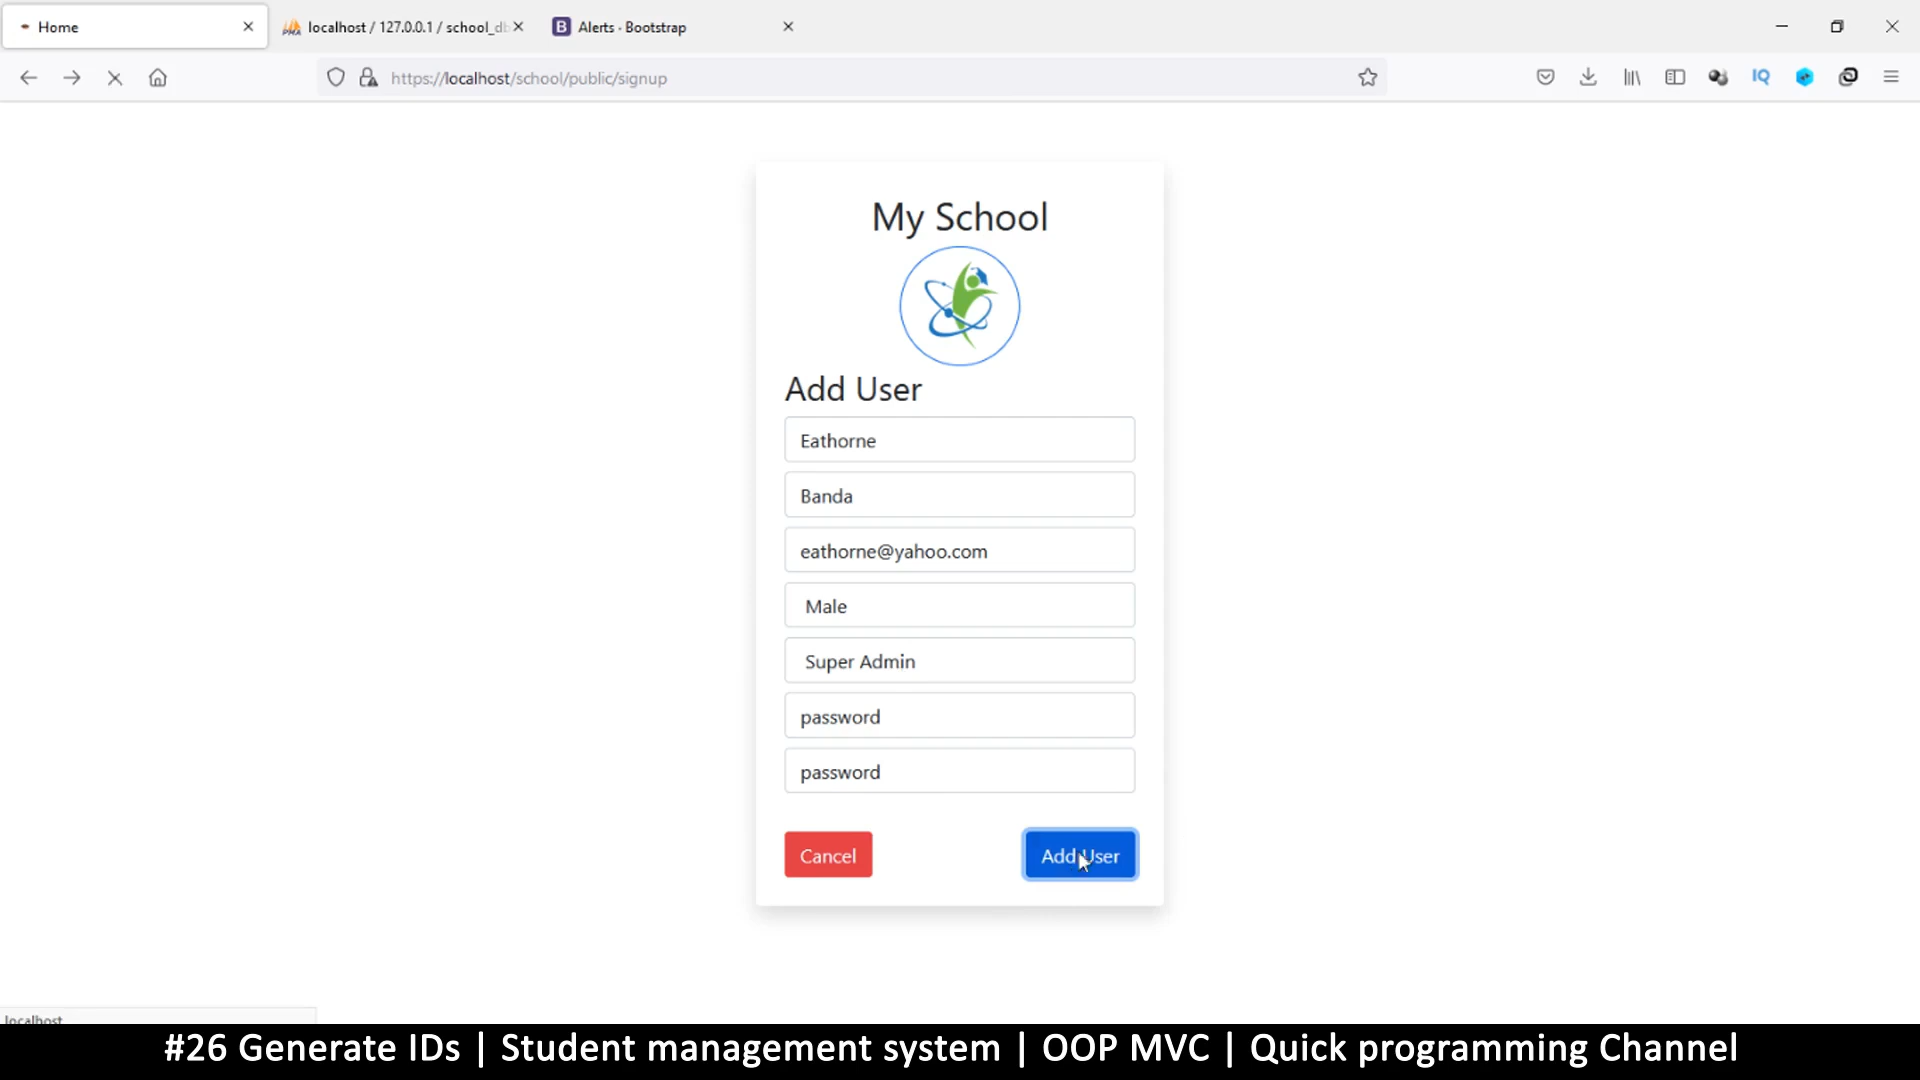 Home
localhost / 127.0.0.1 / school_db
Alerts · Bootstrap
https://localhost/school/public/signup
IQ
My School
Add User
Eathorne
Banda
eathorne@yahoo.com
Male
Super Admin
password
password
Cancel
Add User
localhost
#26 Generate IDs | Student management system | OOP MVC | Quick programming Channel